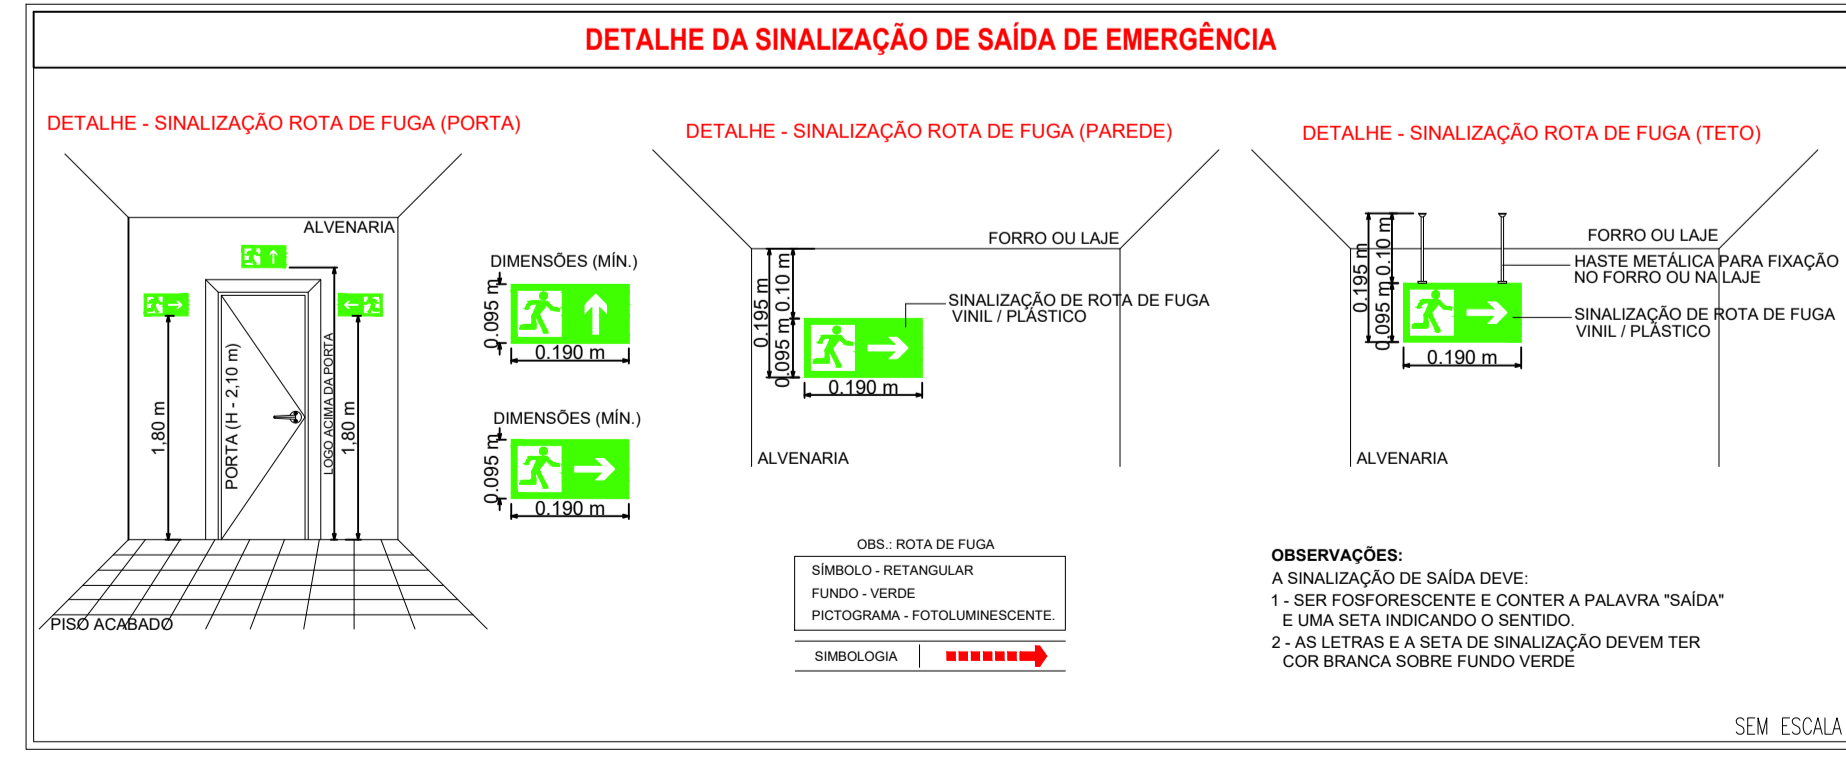 DETALHE DA SINALIZAÇÃO DE SAÍDA DE EMERGÊNCIA
DETALHE - SINALIZAÇÃO ROTA DE FUGA (PORTA)
ALVENARIA
PORTA (H - 2,10 m)
LOGO ACIMA DA PORTA
1,80 m
1,80 m
PISO ACABADO
DIMENSÕES (MÍN.)
0.095 m
0.190 m
DIMENSÕES (MÍN.)
0.095 m
0.190 m
DETALHE - SINALIZAÇÃO ROTA DE FUGA (PAREDE)
FORRO OU LAJE
0.195 m
0.10 m
0.095 m
0.190 m
SINALIZAÇÃO DE ROTA DE FUGA
VINIL / PLÁSTICO
ALVENARIA
DETALHE - SINALIZAÇÃO ROTA DE FUGA (TETO)
FORRO OU LAJE
HASTE METÁLICA PARA FIXAÇÃO
NO FORRO OU NA LAJE
0.195 m
0.10 m
0.095 m
0.190 m
SINALIZAÇÃO DE ROTA DE FUGA
VINIL / PLÁSTICO
ALVENARIA
OBS.: ROTA DE FUGA
SÍMBOLO - RETANGULAR
FUNDO - VERDE
PICTOGRAMA - FOTOLUMINESCENTE.
SIMBOLOGIA
OBSERVAÇÕES:
A SINALIZAÇÃO DE SAÍDA DEVE:
1 - SER FOSFORESCENTE E CONTER A PALAVRA "SAÍDA"
E UMA SETA INDICANDO O SENTIDO.
2 - AS LETRAS E A SETA DE SINALIZAÇÃO DEVEM TER
COR BRANCA SOBRE FUNDO VERDE
SEM ESCALA